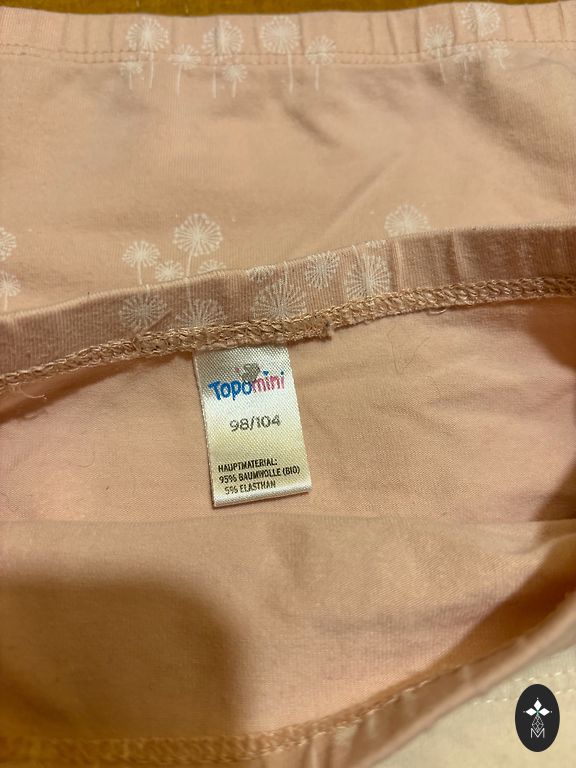 Topomini
98/104
HAUPTMATERIAL:
95% BAUMWOLLE (BIO)
5% ELASTHAN